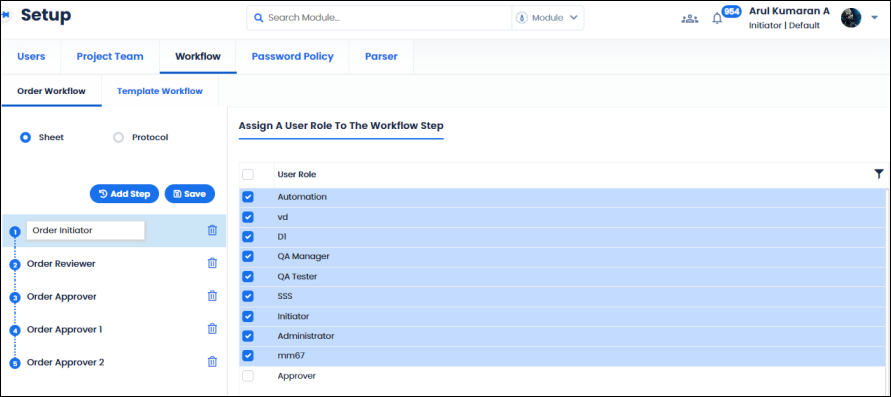 Setup
Search Module...
Module
954
Arul Kumaran A
Initiator | Default
Users
Project Team
Workflow
Password Policy
Parser
Order Workflow
Template Workflow
Sheet
Protocol
Add Step
Save
1 Order Initiator
2 Order Reviewer
3 Order Approver
4 Order Approver 1
5 Order Approver 2
Assign A User Role To The Workflow Step
User Role
Automation
vd
D1
QA Manager
QA Tester
SSS
Initiator
Administrator
mm67
Approver